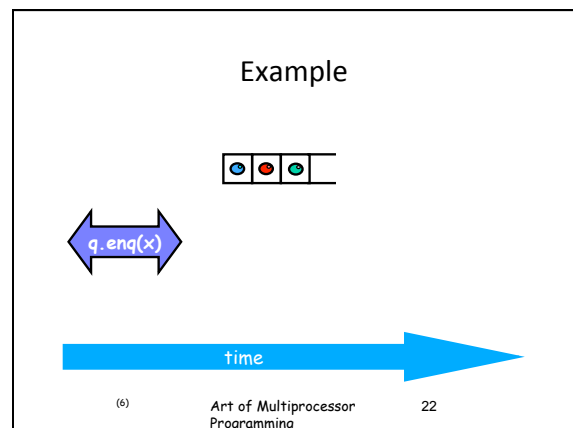 Example
q.enq(x)
time
(6)
Art of Multiprocessor
Programming
22